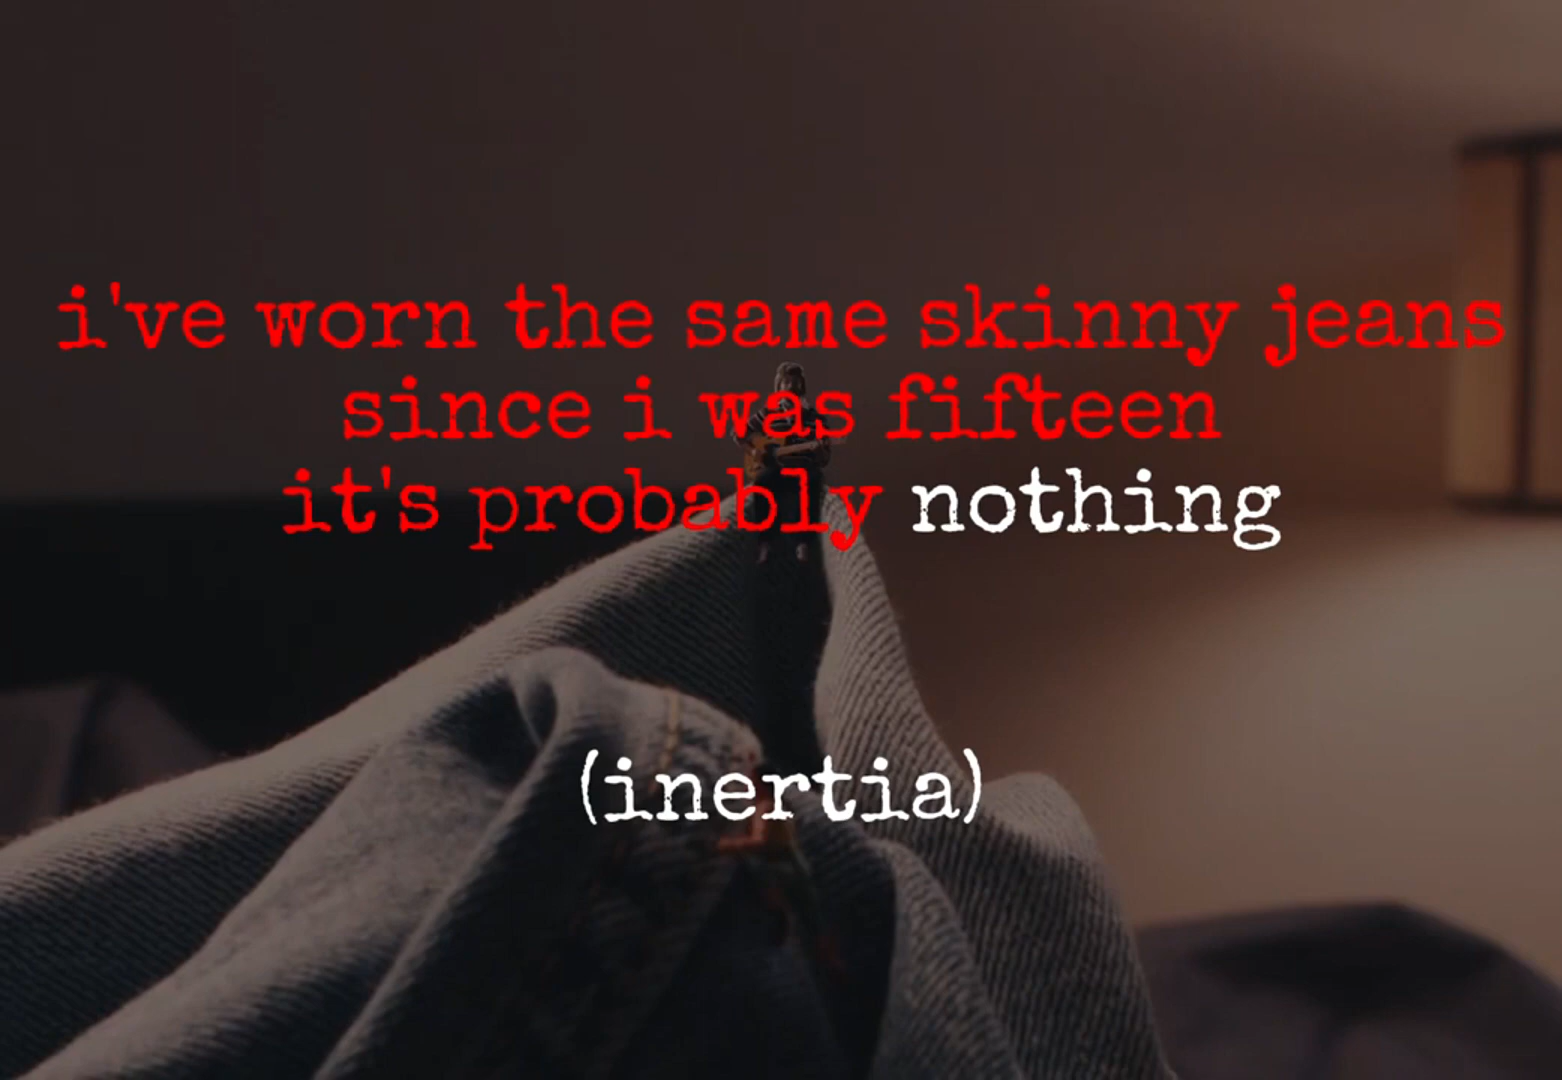 i've worn the same skinny jeans
since i was fifteen
it's probably nothing
(inertia)